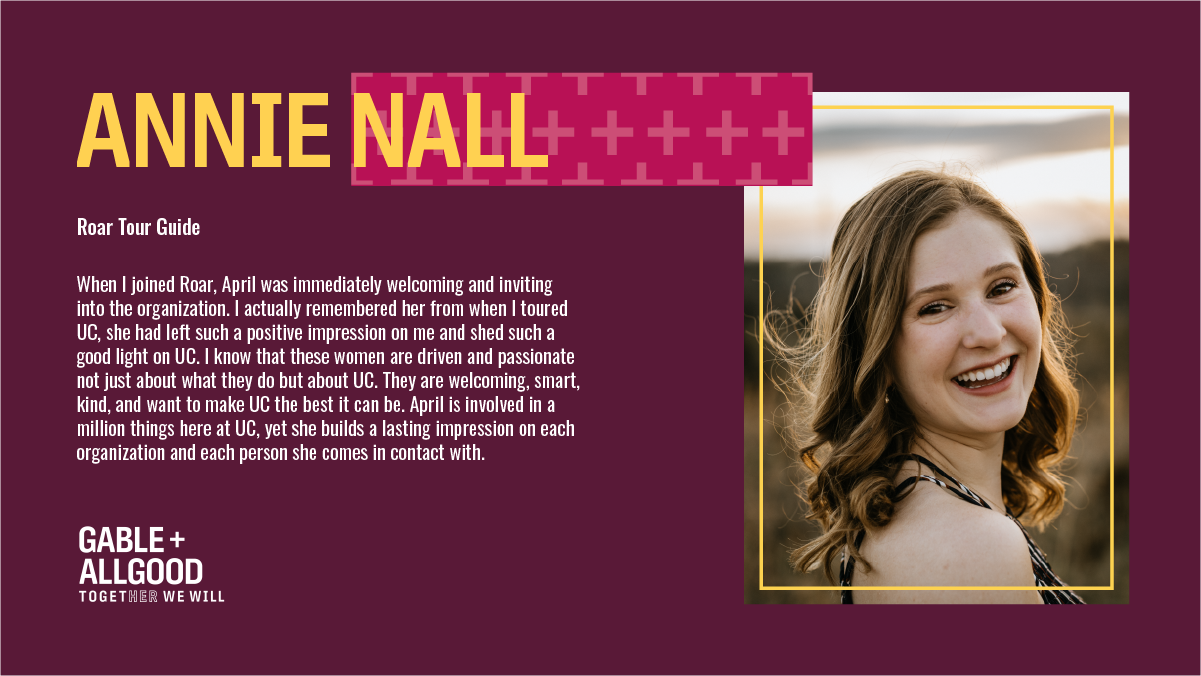 ANNIE NALL
Roar Tour Guide
When I joined Roar, April was immediately welcoming and inviting
into the organization. I actually remembered her from when I toured
UC, she had left such a positive impression on me and shed such a
good light on UC. I know that these women are driven and passionate
not just about what they do but about UC. They are welcoming, smart,
kind, and want to make UC the best it can be. April is involved in a
million things here at UC, yet she builds a lasting impression on each
organization and each person she comes in contact with.
GABLE +
ALLGOOD
TOGETHER WE WILL